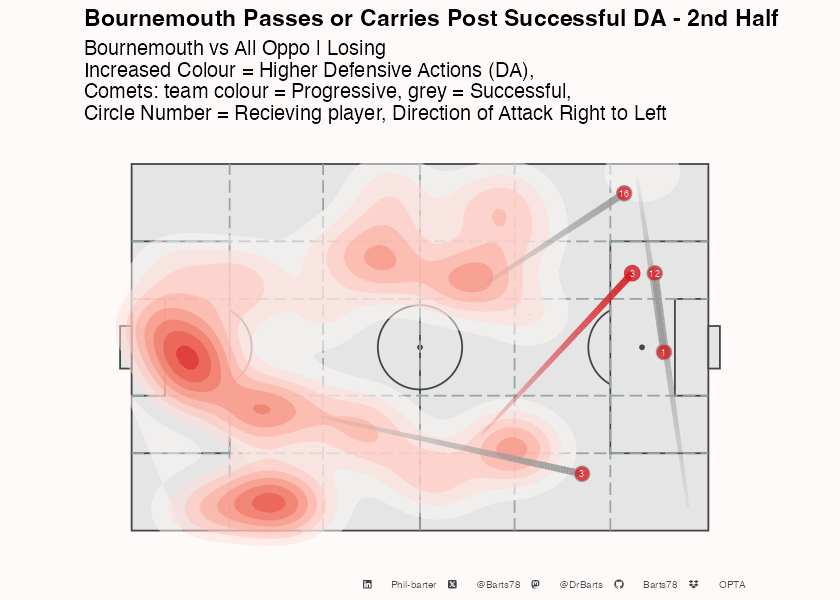 Bournemouth Passes or Carries Post Successful DA - 2nd Half
Bournemouth vs All Oppo | Losing
Increased Colour = Higher Defensive Actions (DA),
Comets: team colour = Progressive, grey = Successful,
Circle Number = Recieving player, Direction of Attack Right to Left
16
3 12
1
3
Phil-barter @Barts78 @DrBarts Barts78 OPTA